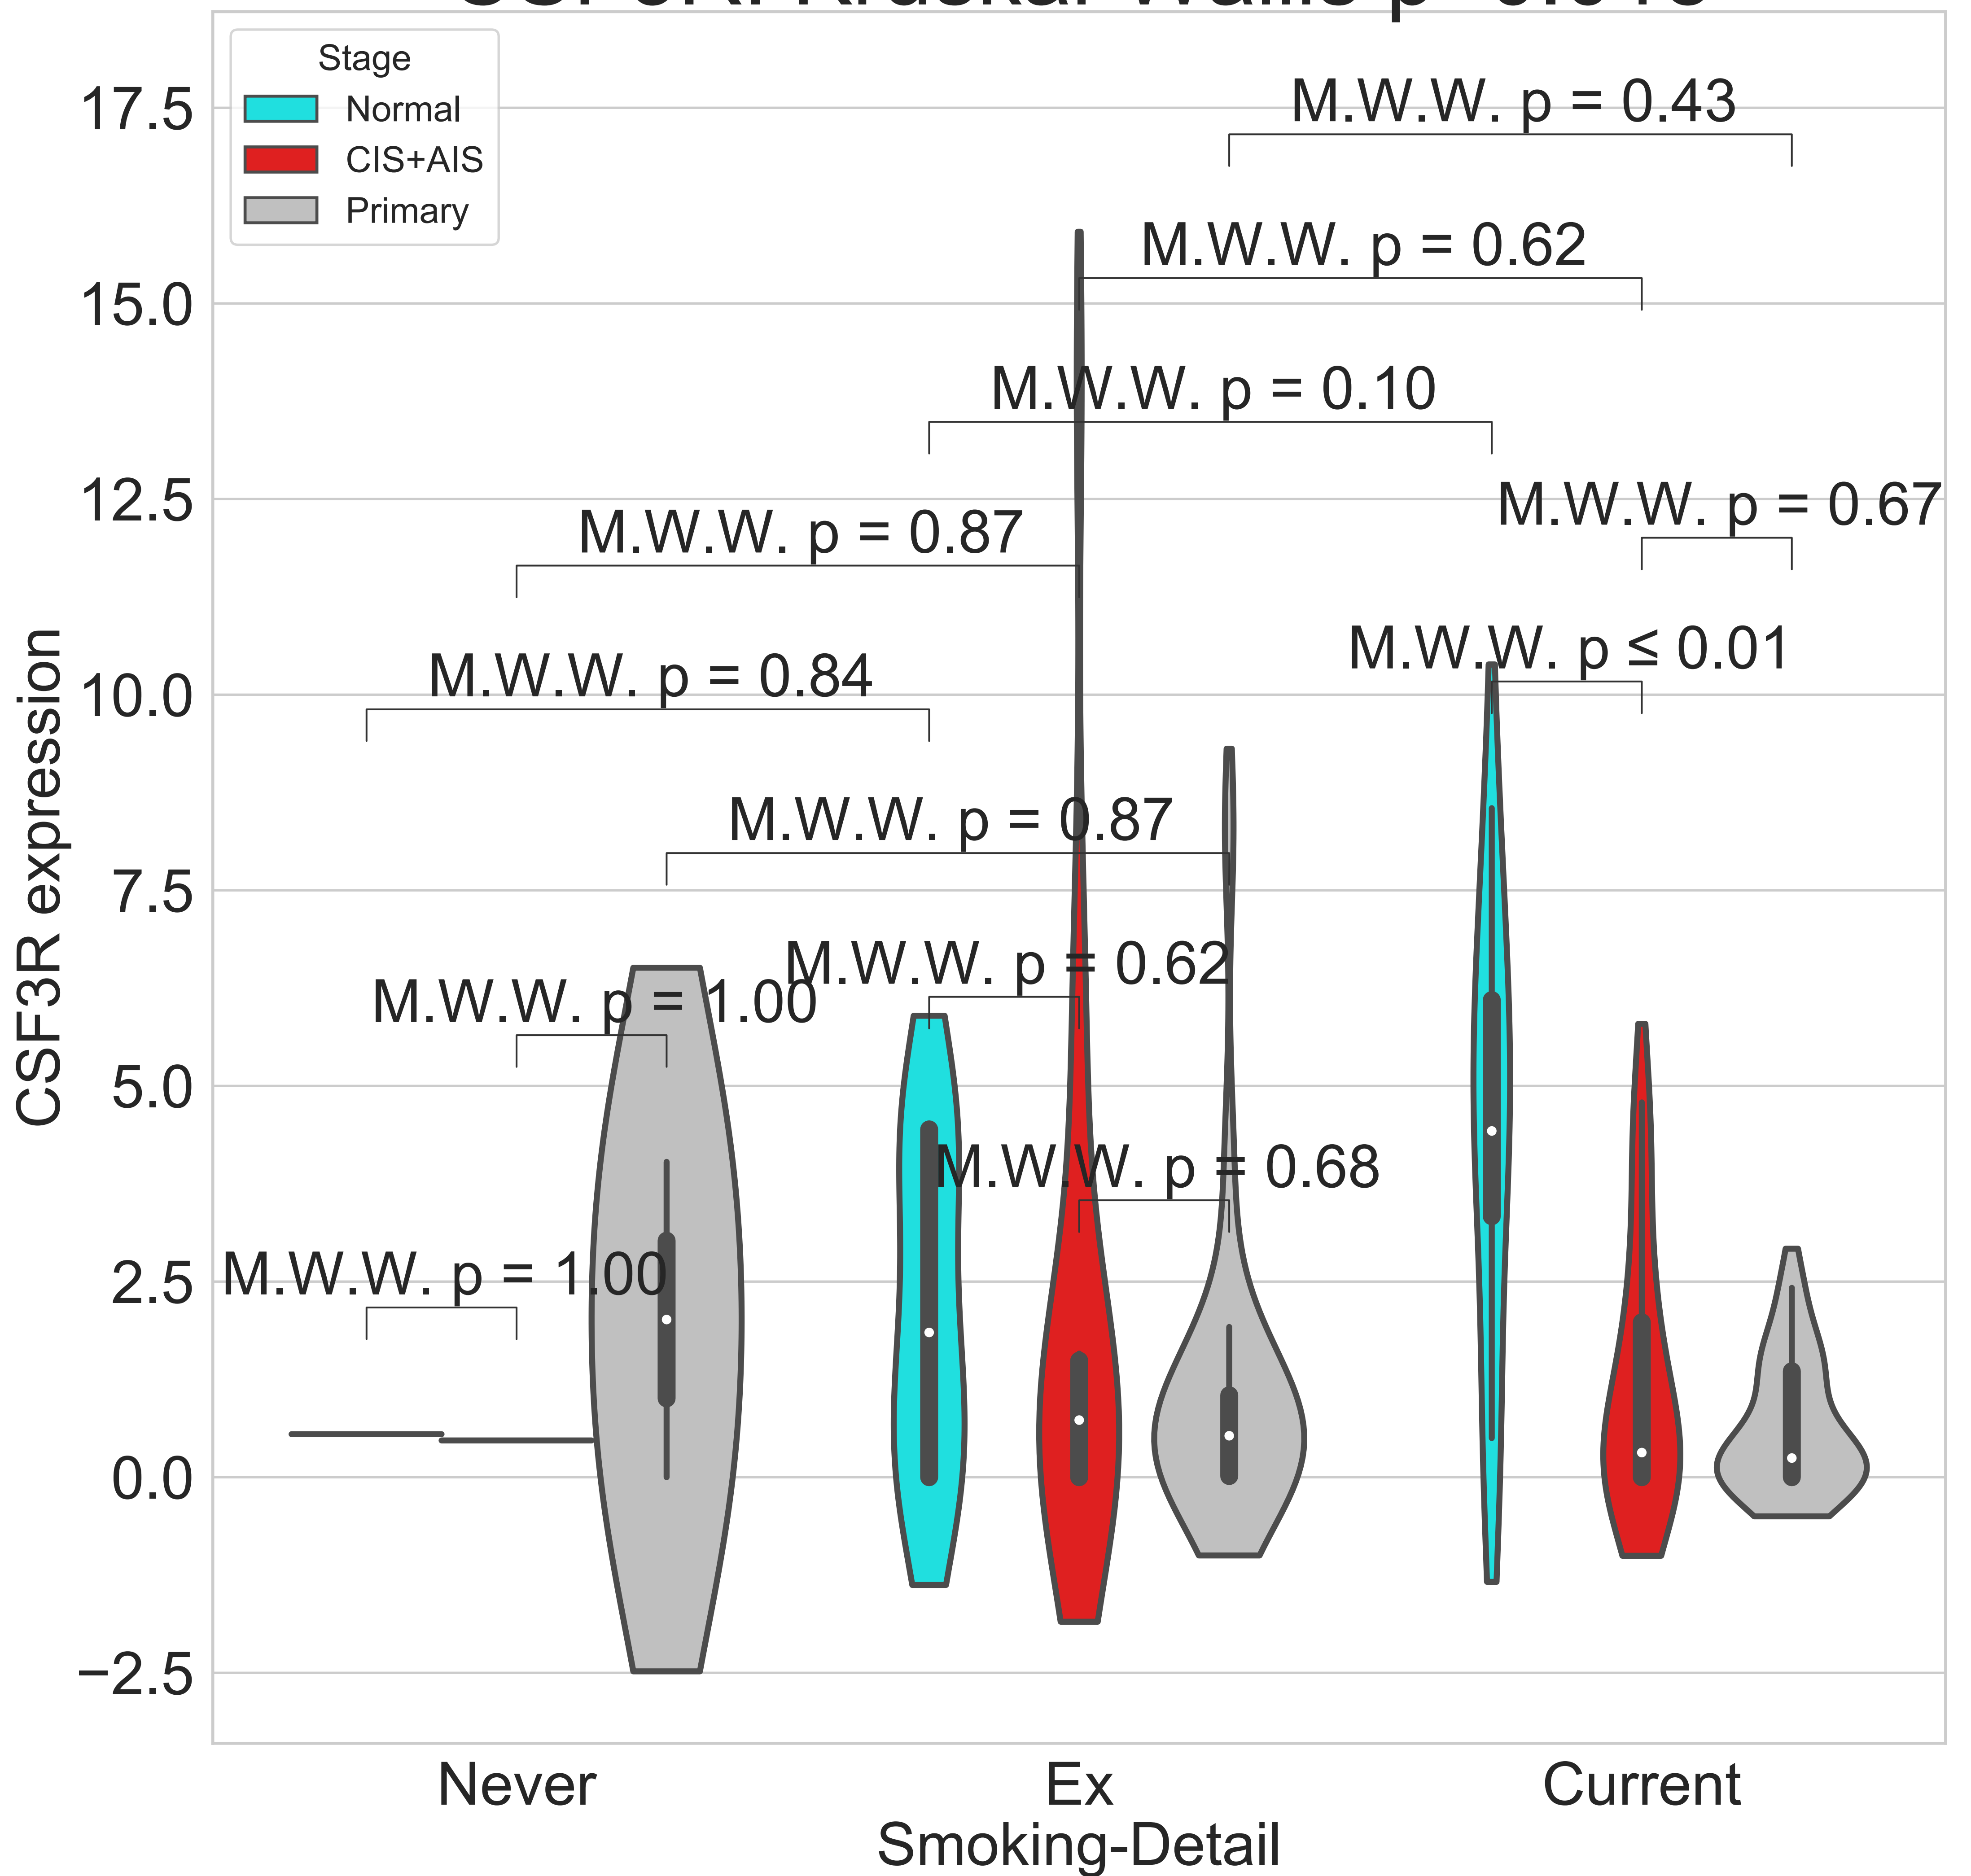 Stage
Normal
CIS+AIS
Primary
17.5
15.0
12.5
10.0
7.5
5.0
2.5
0.0
−2.5
CSF3R expression
M.W.W. p = 0.43
M.W.W. p = 0.62
M.W.W. p = 0.10
M.W.W. p = 0.67
M.W.W. p = 0.87
M.W.W. p ≤ 0.01
M.W.W. p = 0.84
M.W.W. p = 0.87
M.W.W. p = 0.62
M.W.W. p = 1.00
M.W.W. p = 0.68
M.W.W. p = 1.00
Never
Ex
Current
Smoking-Detail